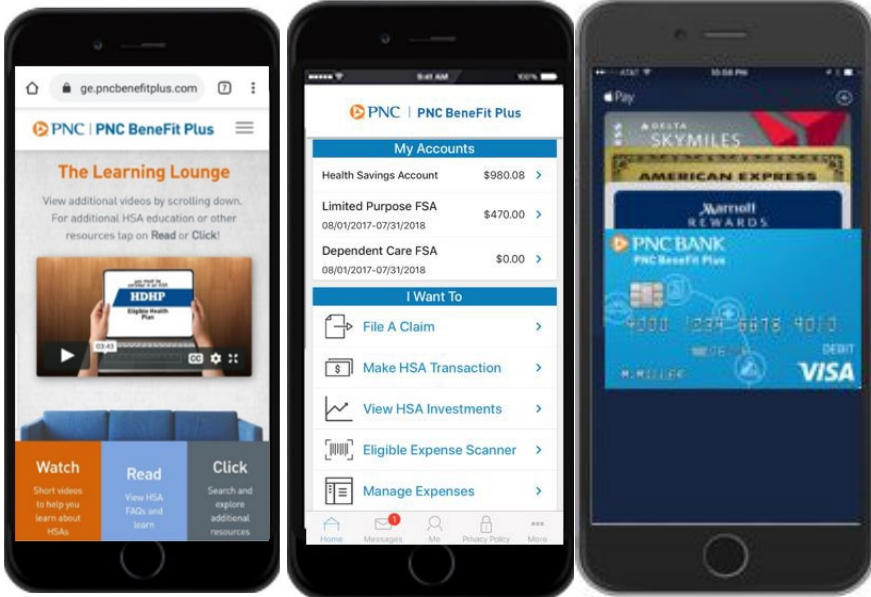 ge.pncbenefitplus.com
7
PNC | PNC BeneFit Plus
The Learning Lounge
View additional videos by scrolling down.
For additional HSA education or other
resources tap on Read or Click!
HDHP
Eligible Health
Plan
03:43
CC
Watch
Short videos
to help you
learn about
HSAs
Read
View HSA
FAQs and
learn
Click
Search and
explore
additional
resources
9:41 AM
100%
PNC | PNC BeneFit Plus
My Accounts
Health Savings Account $980.08
Limited Purpose FSA
08/01/2017-07/31/2018
$470.00
Dependent Care FSA
08/01/2017-07/31/2018
$0.00
I Want To
File A Claim
$
Make HSA Transaction
View HSA Investments
Eligible Expense Scanner
Manage Expenses
1
Home Messages Me Privacy Policy More
AT&T 10:08 PM
Pay
DELTA
SKYMILES
AMERICAN EXPRESS
Marriott
REWARDS
PNC BANK
PNC BeneFit Plus
9010
DEBIT
VISA